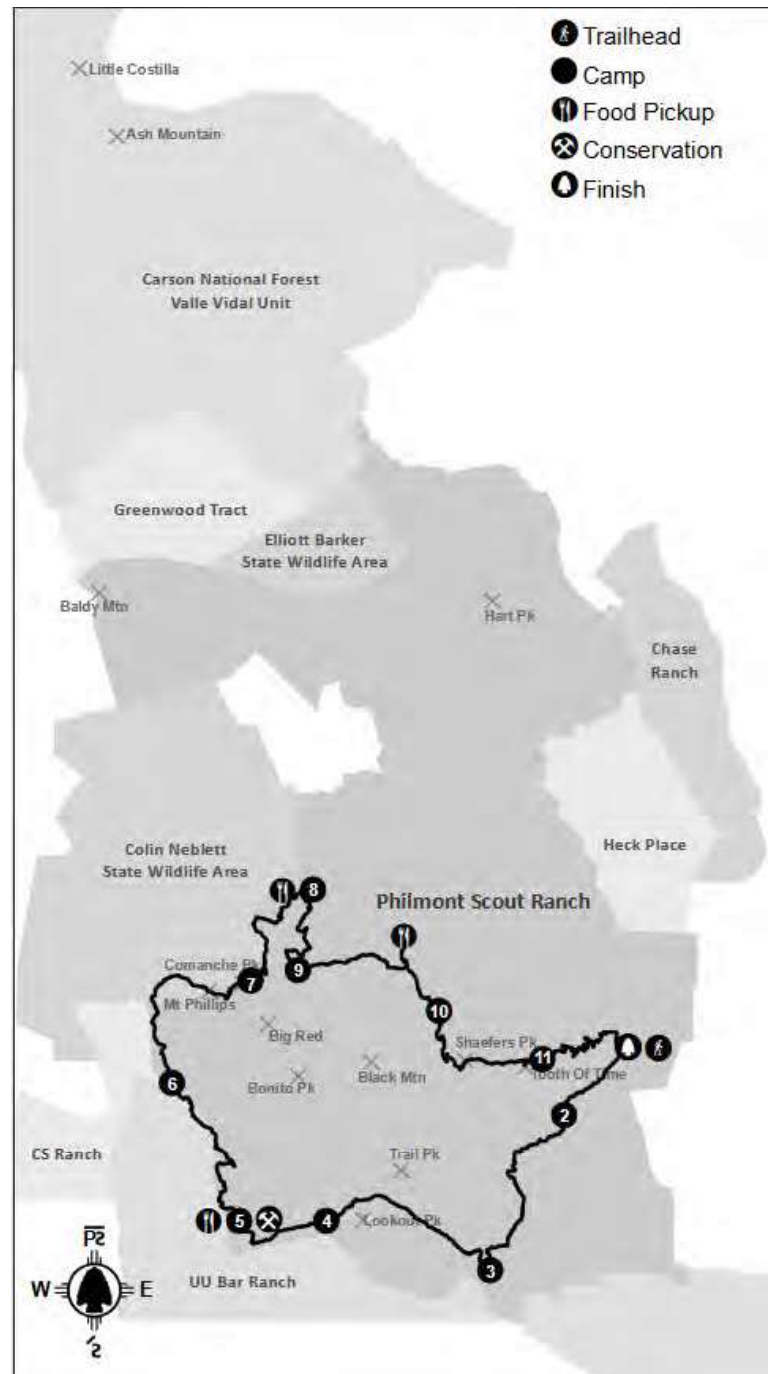 Trailhead
Camp
Food Pickup
Conservation
Finish
Little Costilla
Ash Mountain
Carson National Forest
Valle Vidal Unit
Greenwood Tract
Elliott Barker
State Wildlife Area
Baldy Mtn
Hart Pk
Chase
Ranch
Colin Neblett
State Wildlife Area
Heck Place
8
Philmont Scout Ranch
Comanche Pk
7
9
Mt Phillips
10
Big Red
Shaefers Pk
11
Tooth Of Time
Black Mtn
Bonito Pk
6
2
CS Ranch
Trail Pk
5
4
Lookout Pk
3
UU Bar Ranch
W
E